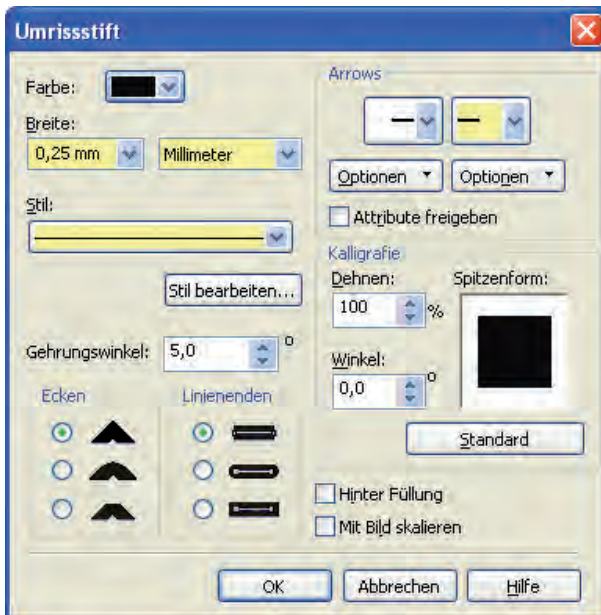 Umrissstift
Farbe:
Breite:
0,25 mm
Millimeter
Stil:
Stil bearbeiten...
Gehrungswinkel:
5,0
°
Ecken
Linienenden
Arrows
Optionen
Optionen
Attribute freigeben
Kalligrafie
Dehnen:
Spitzenform:
100
%
Winkel:
0,0
°
Standard
Hinter Füllung
Mit Bild skalieren
OK
Abbrechen
Hilfe